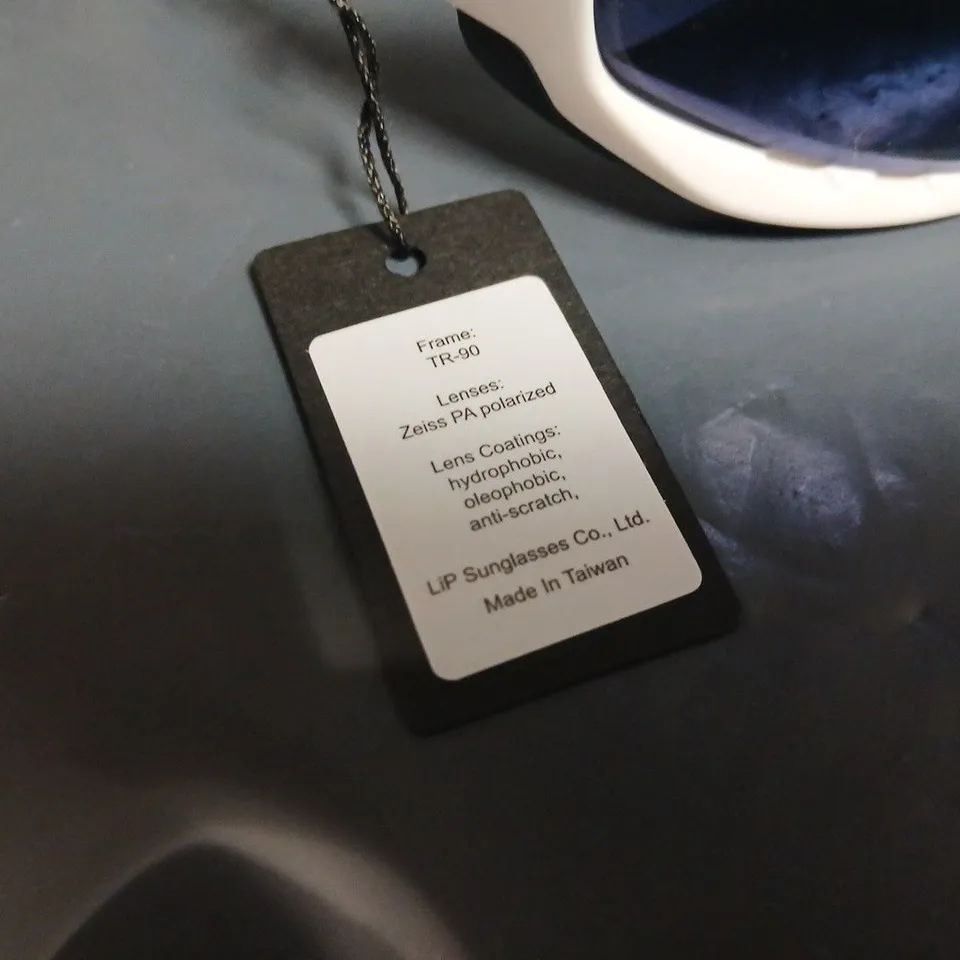 Frame:
TR-90
Lenses:
Zeiss PA polarized
Lens Coatings:
hydrophobic,
oleophobic,
anti-scratch,
LiP Sunglasses Co., Ltd.
Made In Taiwan